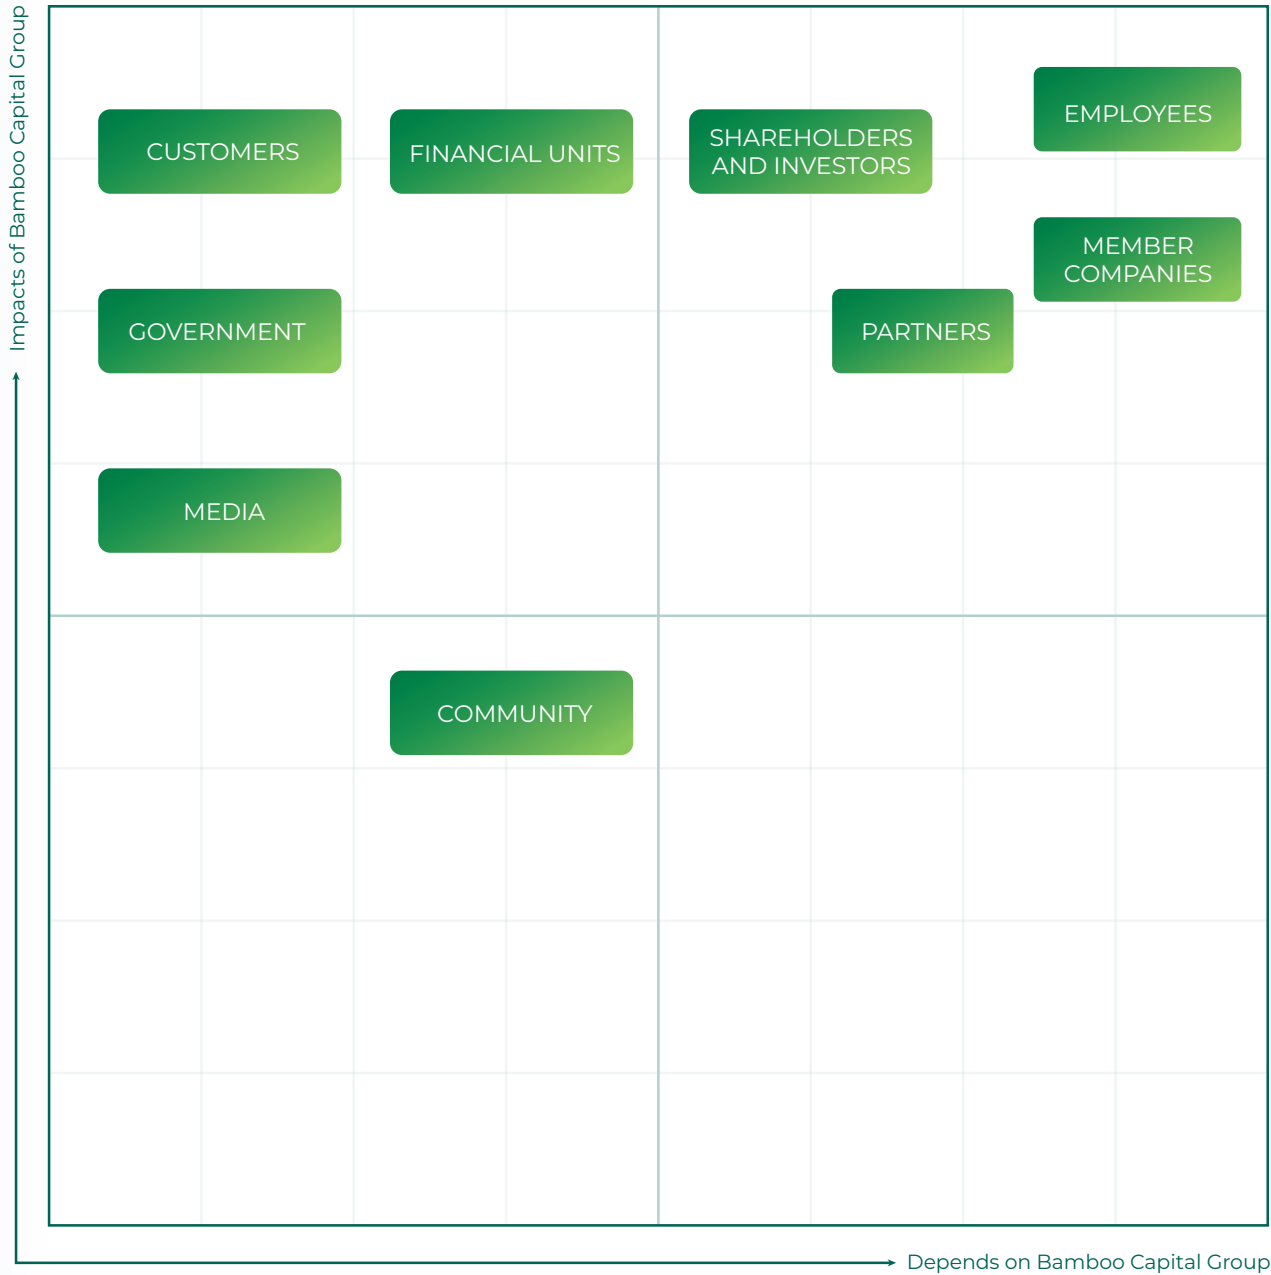 Impacts of Bamboo Capital Group
EMPLOYEES
CUSTOMERS
FINANCIAL UNITS
SHAREHOLDERS
AND INVESTORS
MEMBER
COMPANIES
GOVERNMENT
PARTNERS
MEDIA
COMMUNITY
Depends on Bamboo Capital Group